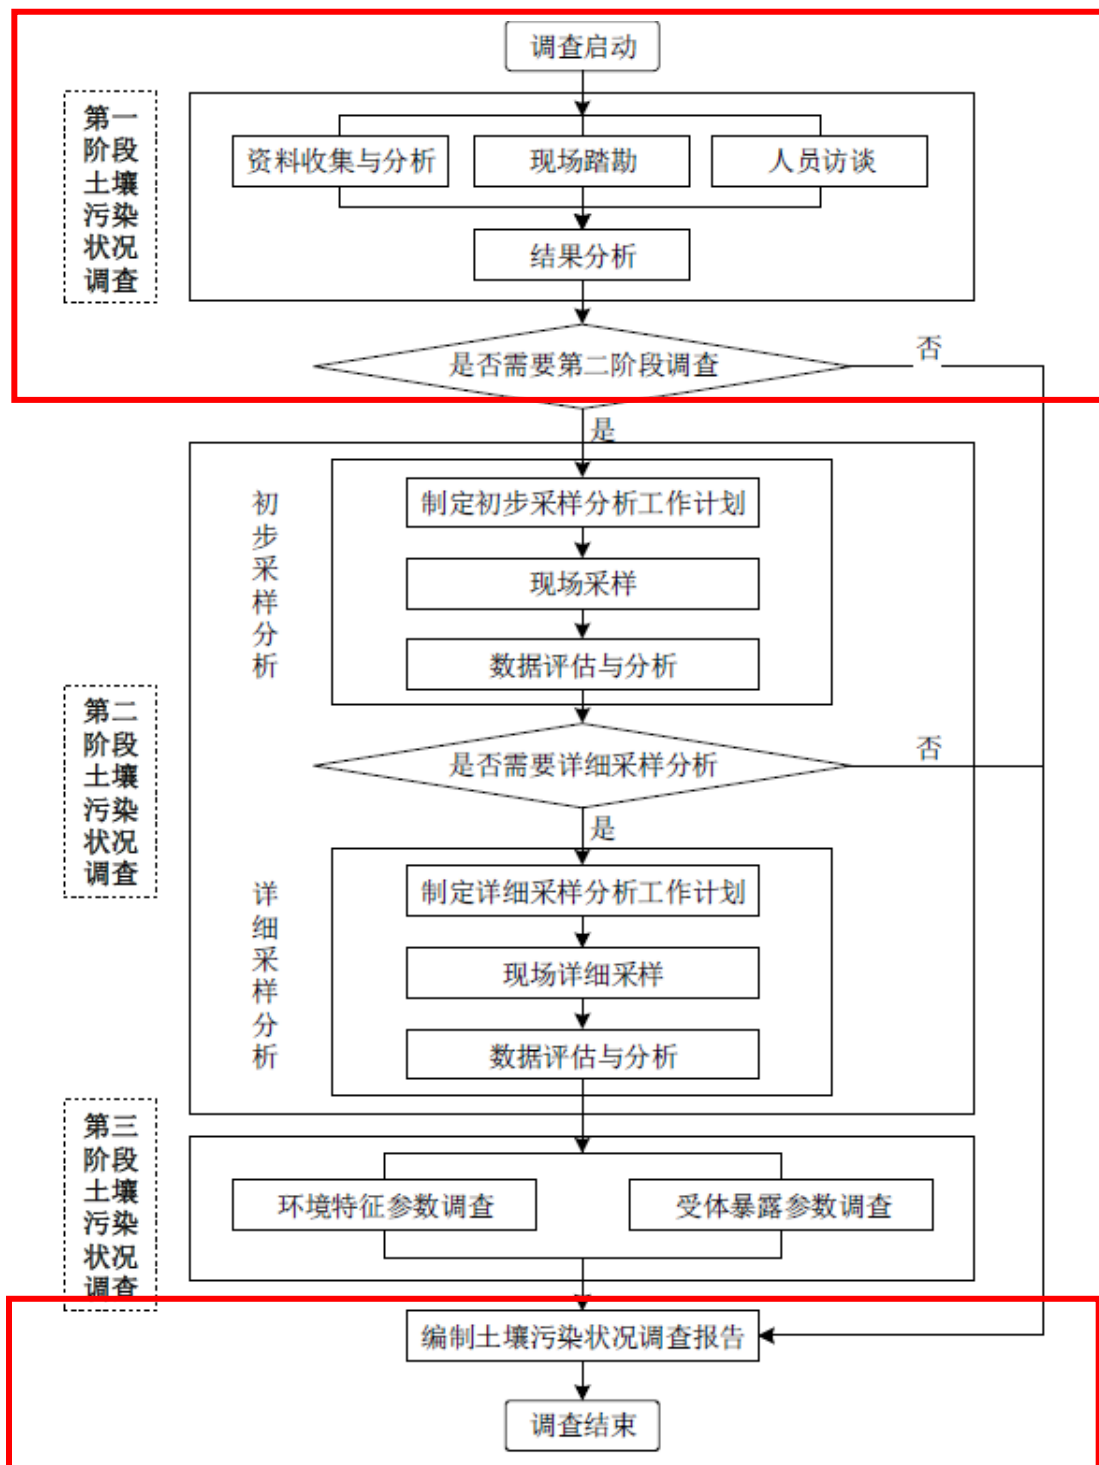 调查启动
第一
阶段
土壤
污染
状况
调查
资料收集与分析
现场踏勘
人员访谈
结果分析
是否需要第二阶段调查
否
是
初
步
采
样
分
析
制定初步采样分析工作计划
现场采样
数据评估与分析
第二
阶段
土壤
污染
状况
调查
是否需要详细采样分析
否
是
详
细
采
样
分
析
制定详细采样分析工作计划
现场详细采样
数据评估与分析
第三
阶段
土壤
污染
状况
调查
环境特征参数调查
受体暴露参数调查
编制土壤污染状况调查报告
调查结束